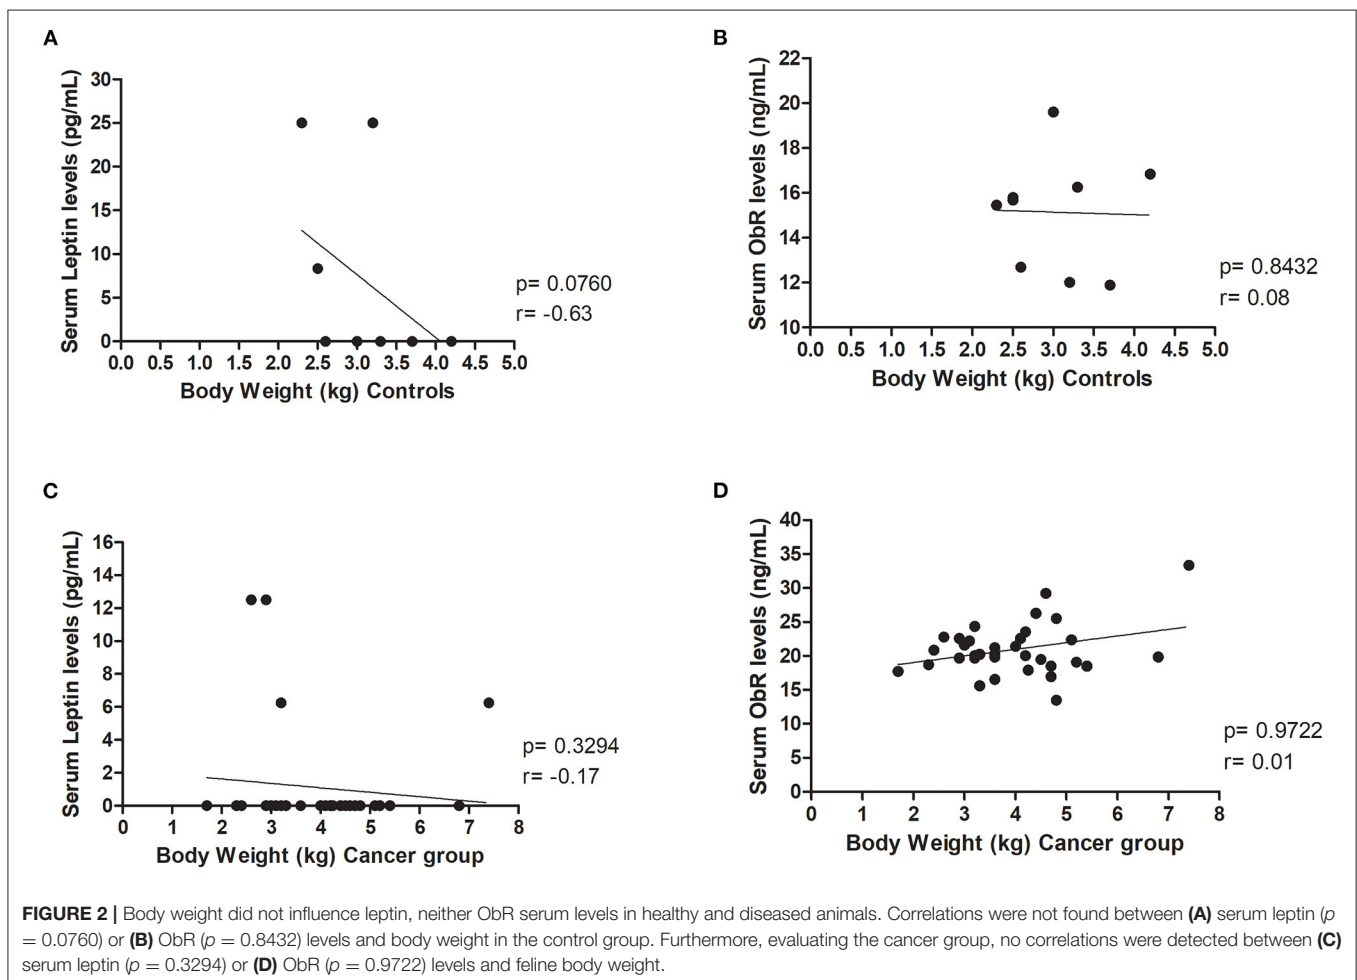 A
30
25
20
15
10
5
0
Serum Leptin levels (pg/mL)
0.0 0.5 1.0 1.5 2.0 2.5 3.0 3.5 4.0 4.5 5.0
Body Weight (kg) Controls
p= 0.0760
r= -0.63
B
22
20
18
16
14
12
10
Serum ObR levels (ng/mL)
0.0 0.5 1.0 1.5 2.0 2.5 3.0 3.5 4.0 4.5 5.0
Body Weight (kg) Controls
p= 0.8432
r= 0.08
C
16
14
12
10
8
6
4
2
0
Serum Leptin levels (pg/mL)
0 1 2 3 4 5 6 7 8
Body Weight (kg) Cancer group
p= 0.3294
r= -0.17
D
40
35
30
25
20
15
10
5
0
Serum ObR levels (ng/mL)
0 1 2 3 4 5 6 7 8
Body Weight (kg) Cancer group
p= 0.9722
r= 0.01
FIGURE 2 | Body weight did not influence leptin, neither ObR serum levels in healthy and diseased animals. Correlations were not found between (A) serum leptin (p
= 0.0760) or (B) ObR (p = 0.8432) levels and body weight in the control group. Furthermore, evaluating the cancer group, no correlations were detected between (C)
serum leptin (p = 0.3294) or (D) ObR (p = 0.9722) levels and feline body weight.